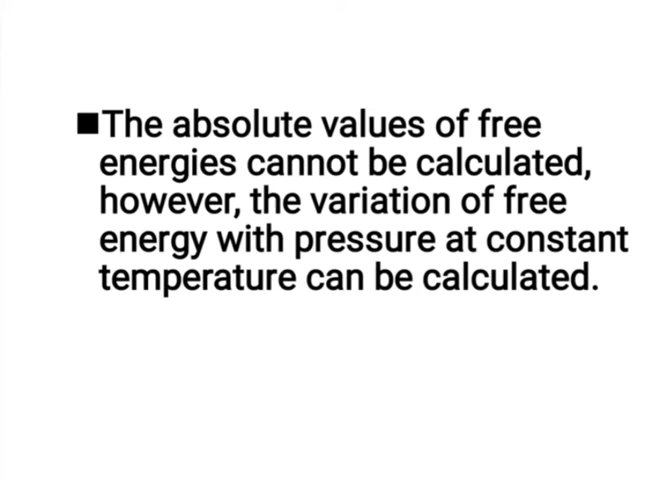 ■The absolute values of free
energies cannot be calculated,
however, the variation of free
energy with pressure at constant
temperature can be calculated.